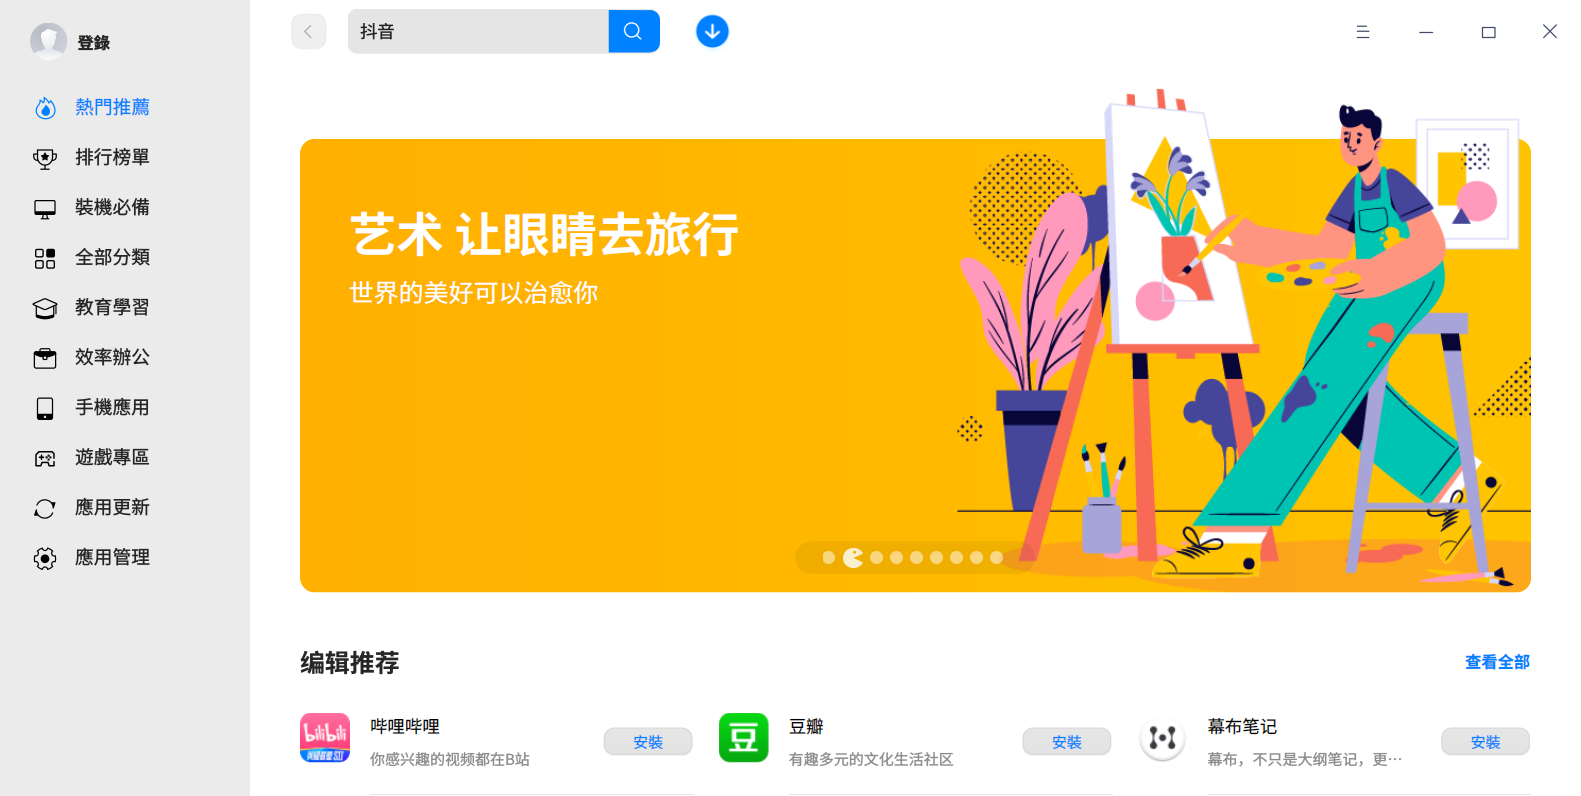 登錄
抖音
熱門推薦
排行榜單
裝機必備
全部分類
教育學習
效率辦公
手機應用
遊戲專區
應用更新
應用管理
艺术 让眼睛去旅行
世界的美好可以治愈你
编辑推荐
查看全部
bilibili
哔哩哔哩
你感兴趣的视频都在B站
安裝
豆
豆瓣
有趣多元的文化生活社区
安裝
幕布笔记
幕布，不只是大纲笔记，更···
安裝